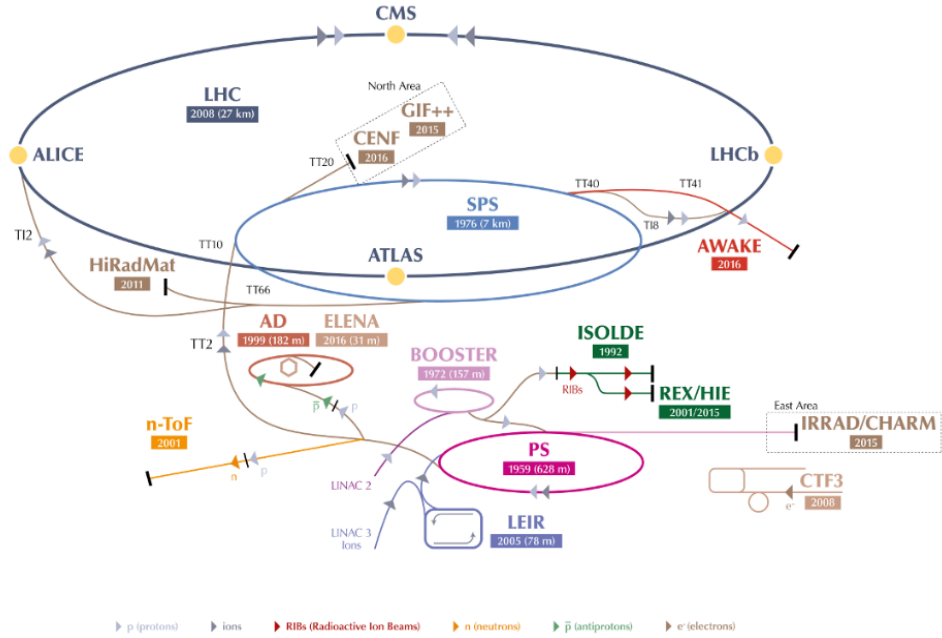 CMS
LHC
2008 (27 km)
North Area
GIF++
2015
CENF
2016
TT20
ALICE
LHCb
TT40
TT41
SPS
1976 (7 km)
TI8
TI2
TT10
ATLAS
AWAKE
2016
HiRadMat
2011
TT66
TT2
AD
1999 (182 m)
ELENA
2016 (31 m)
BOOSTER
1972 (157 m)
ISOLDE
1992
RIBs
REX/HIE
2001/2015
p̅
p
East Area
n-ToF
2001
IRRAD/CHARM
2015
PS
1959 (628 m)
n
p
LINAC 2
CTF3
2008
e-
LINAC 3
Ions
LEIR
2005 (78 m)
p (protons)
ions
RIBs (Radioactive Ion Beams)
n (neutrons)
p̅ (antiprotons)
e- (electrons)